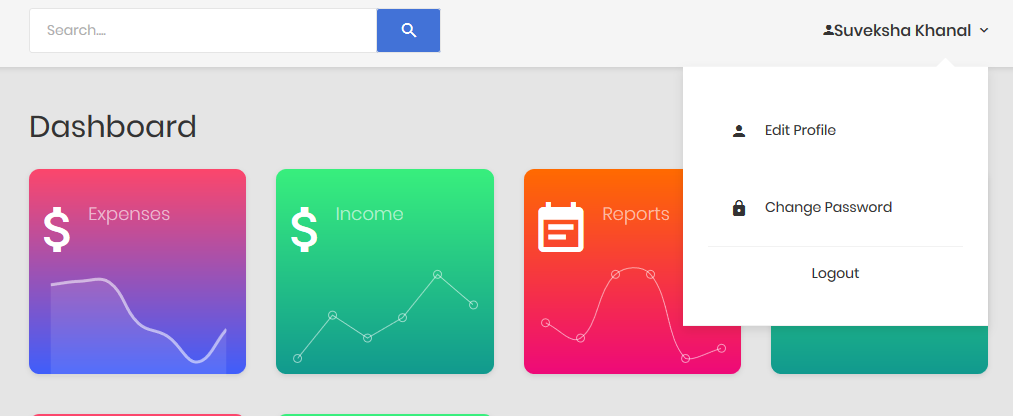 Search....
Suveksha Khanal
Dashboard
Edit Profile
Change Password
Logout
$ Expenses
$ Income
Reports